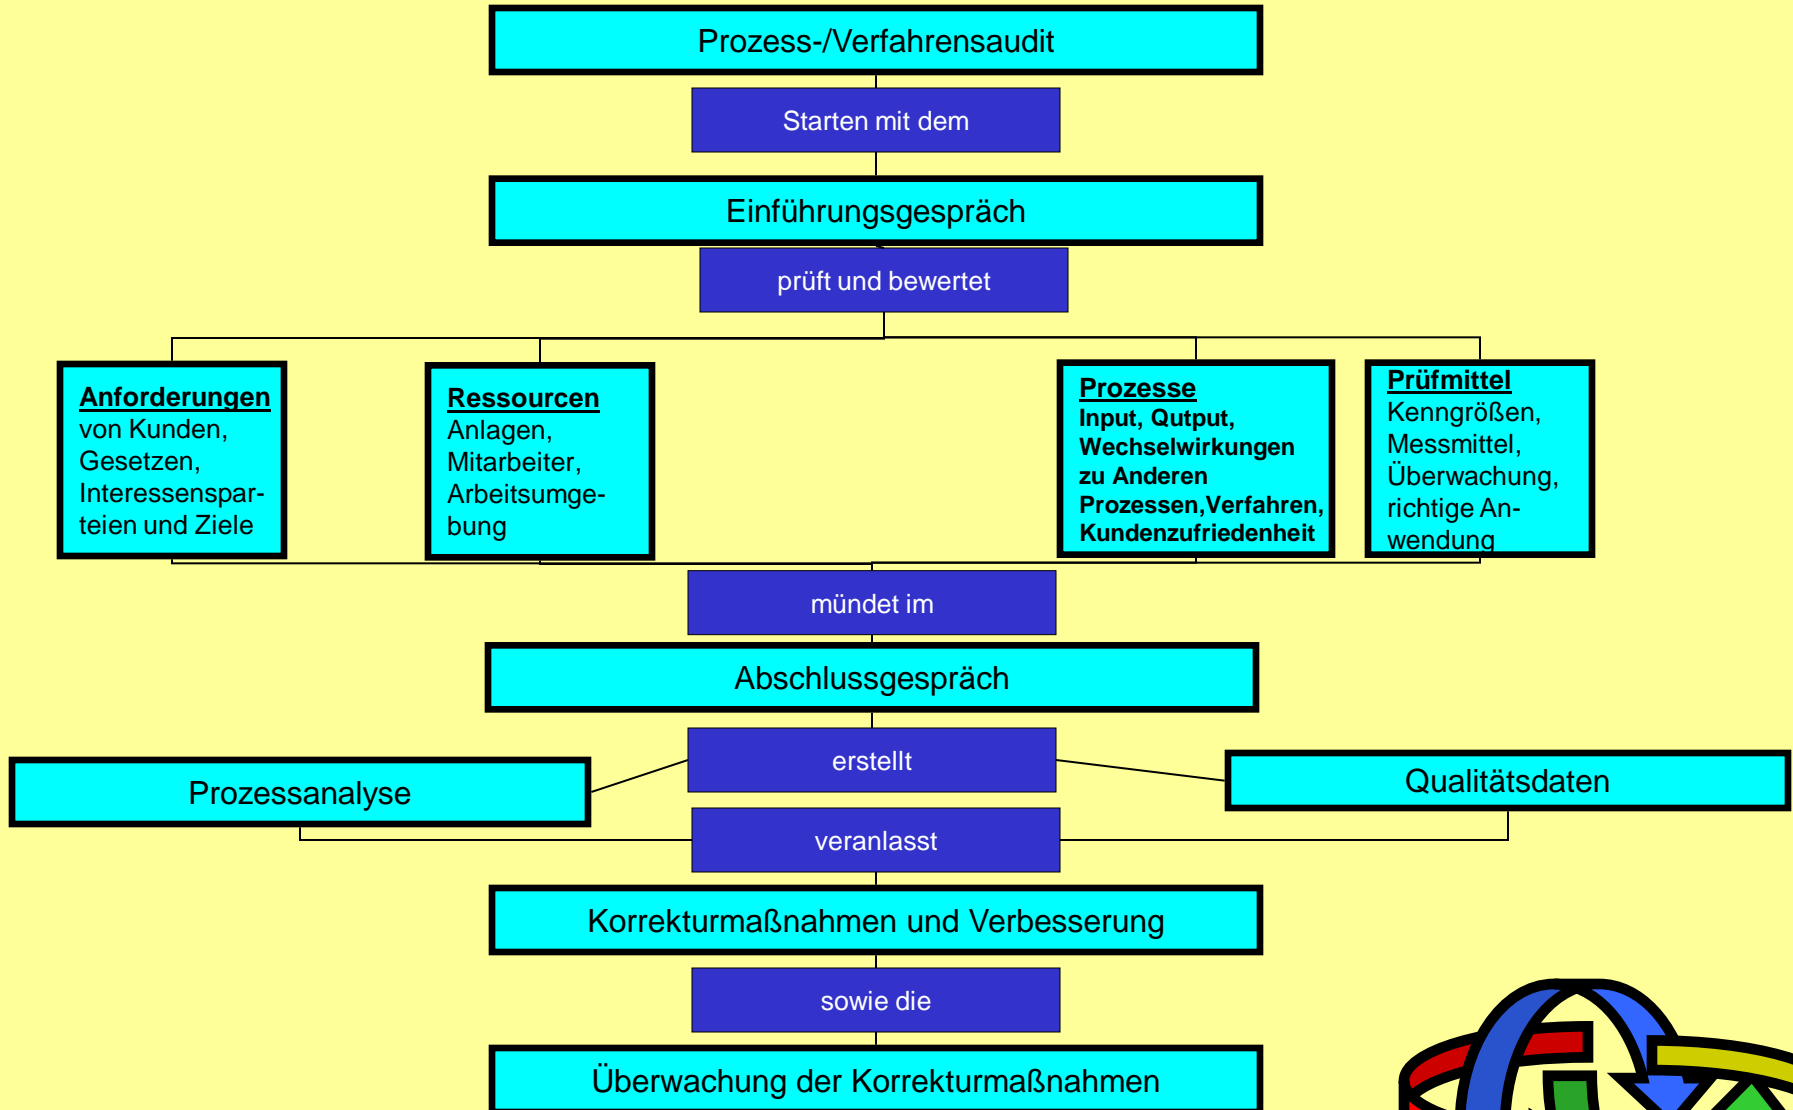 Prozess-/Verfahrensaudit
Starten mit dem
Einführungsgespräch
prüft und bewertet
Anforderungen
von Kunden,
Gesetzen,
Interessenspar-
teien und Ziele
Ressourcen
Anlagen,
Mitarbeiter,
Arbeitsumge-
bung
Prozesse
Input, Qutput,
Wechselwirkungen
zu Anderen
Prozessen,Verfahren,
Kundenzufriedenheit
Prüfmittel
Kenngrößen,
Messmittel,
Überwachung,
richtige An-
wendung
mündet im
Abschlussgespräch
erstellt
Prozessanalyse
Qualitätsdaten
veranlasst
Korrekturmaßnahmen und Verbesserung
sowie die
Überwachung der Korrekturmaßnahmen